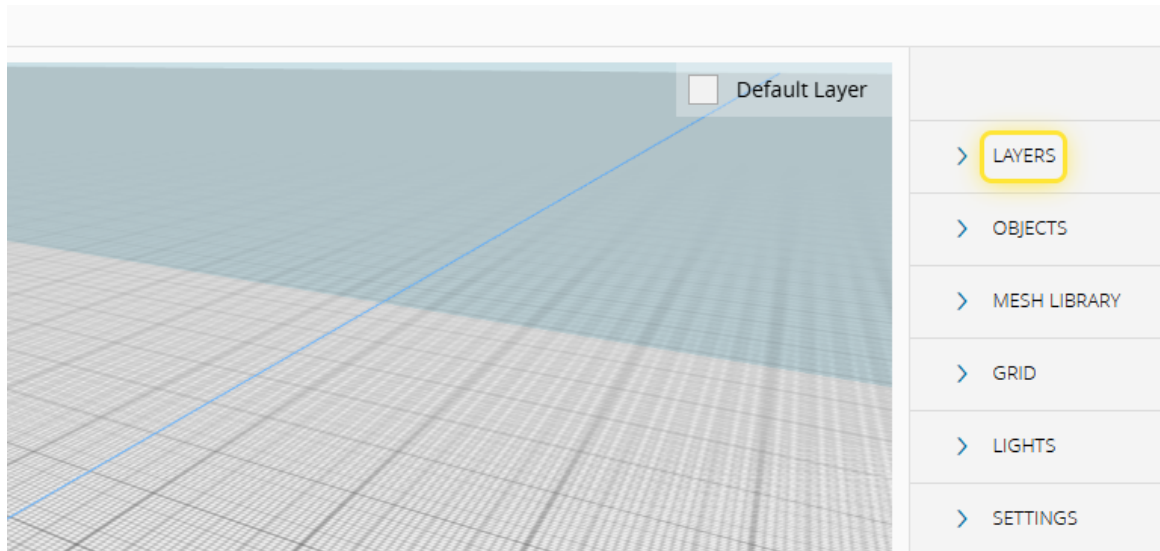 Default Layer
LAYERS
OBJECTS
MESH LIBRARY
GRID
LIGHTS
SETTINGS